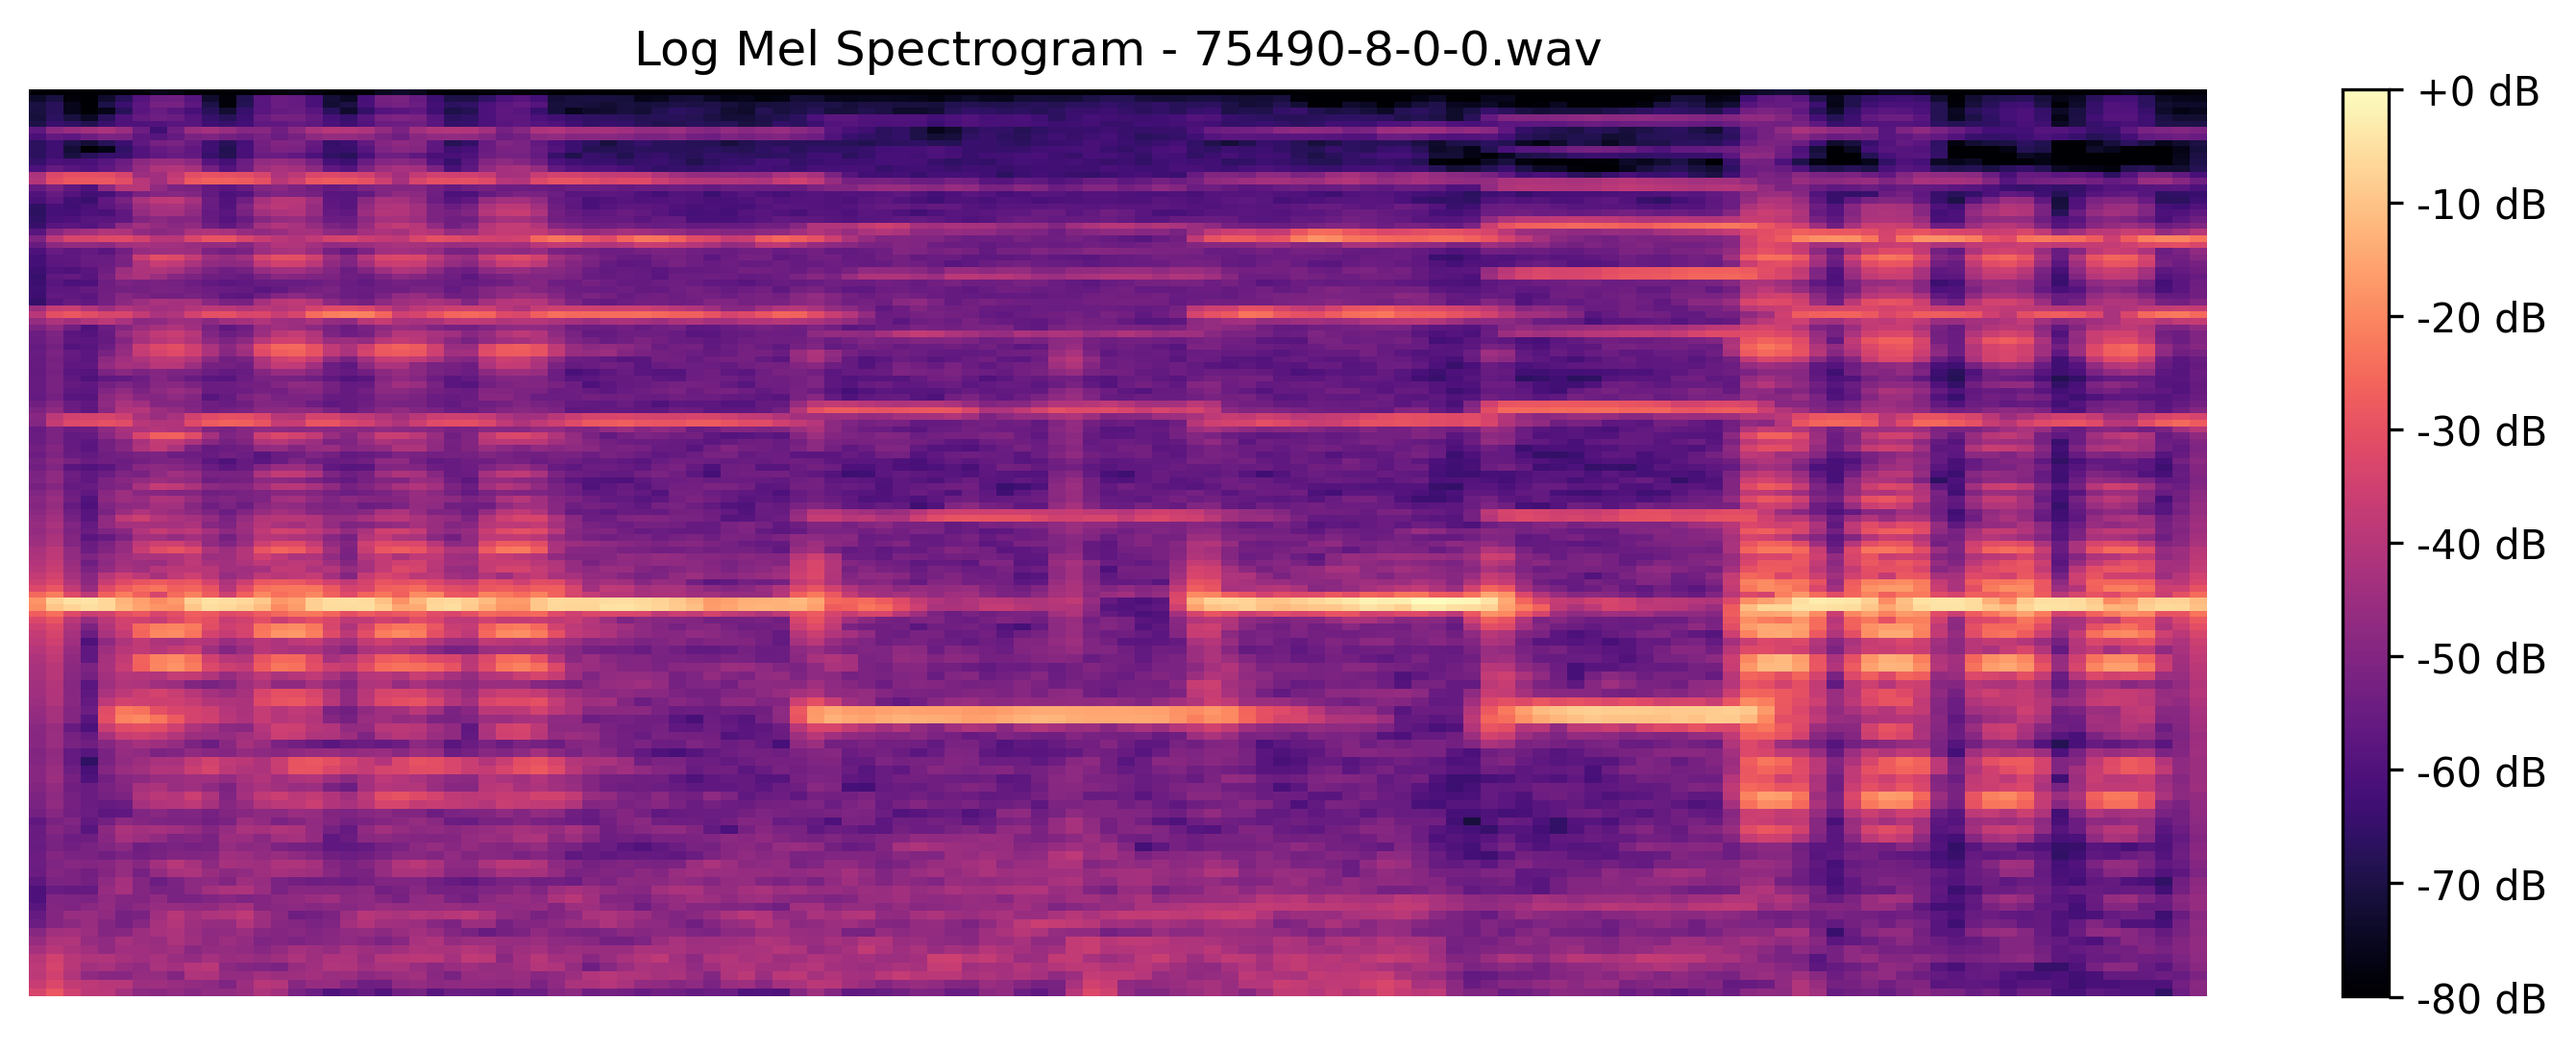 Log Mel Spectrogram - 75490-8-0-0.wav
+0 dB
-10 dB
-20 dB
-30 dB
-40 dB
-50 dB
-60 dB
-70 dB
-80 dB